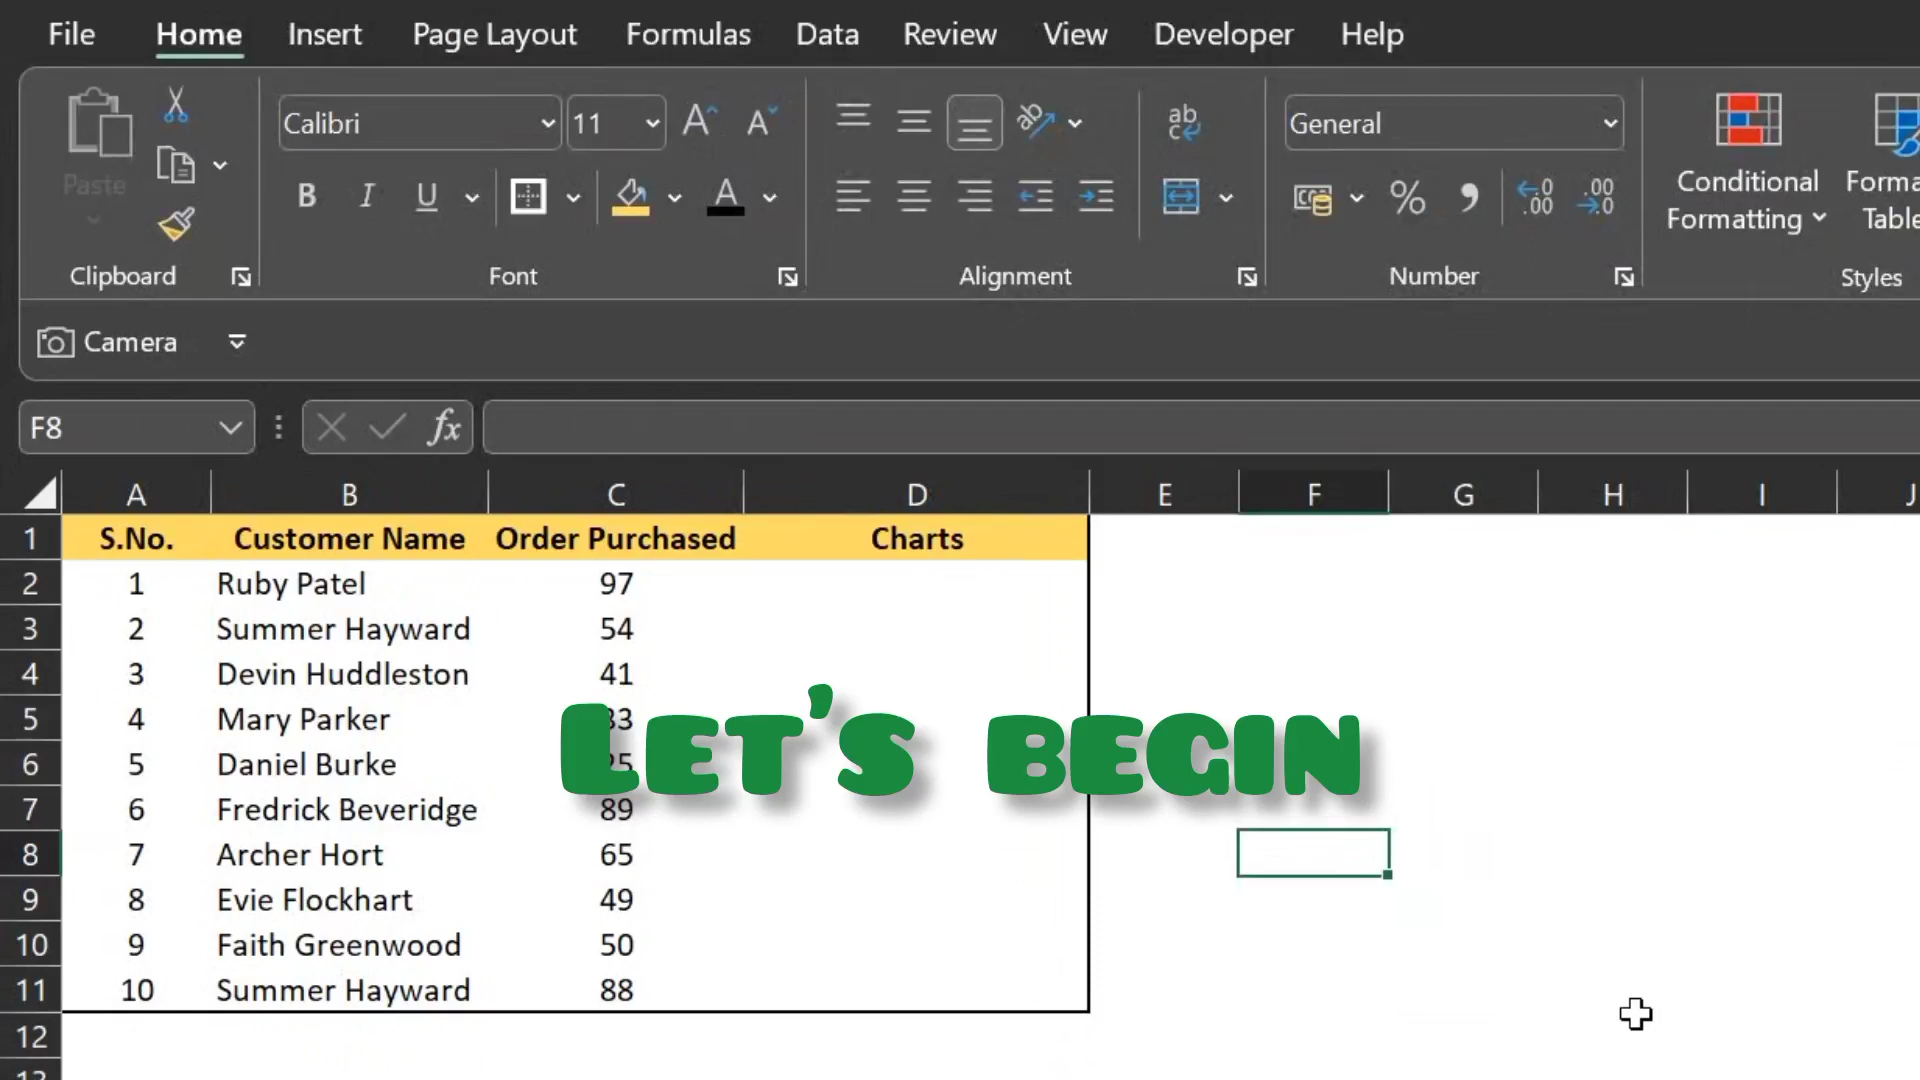 File Home Insert Page Layout Formulas Data Review View Developer Help
Calibri 11 General
Paste B I U A % Conditional Formatting
Clipboard Font Alignment Number Styles
Camera
F8 fx
A B C D E F G H I J
1 S.No. Customer Name Order Purchased Charts
2 1 Ruby Patel 97
3 2 Summer Hayward 54
4 3 Devin Huddleston 41
5 4 Mary Parker
6 5 Daniel Burke
Let's begin
7 6 Fredrick Beveridge 89
8 7 Archer Hort 65
9 8 Evie Flockhart 49
10 9 Faith Greenwood 50
11 10 Summer Hayward 88
12